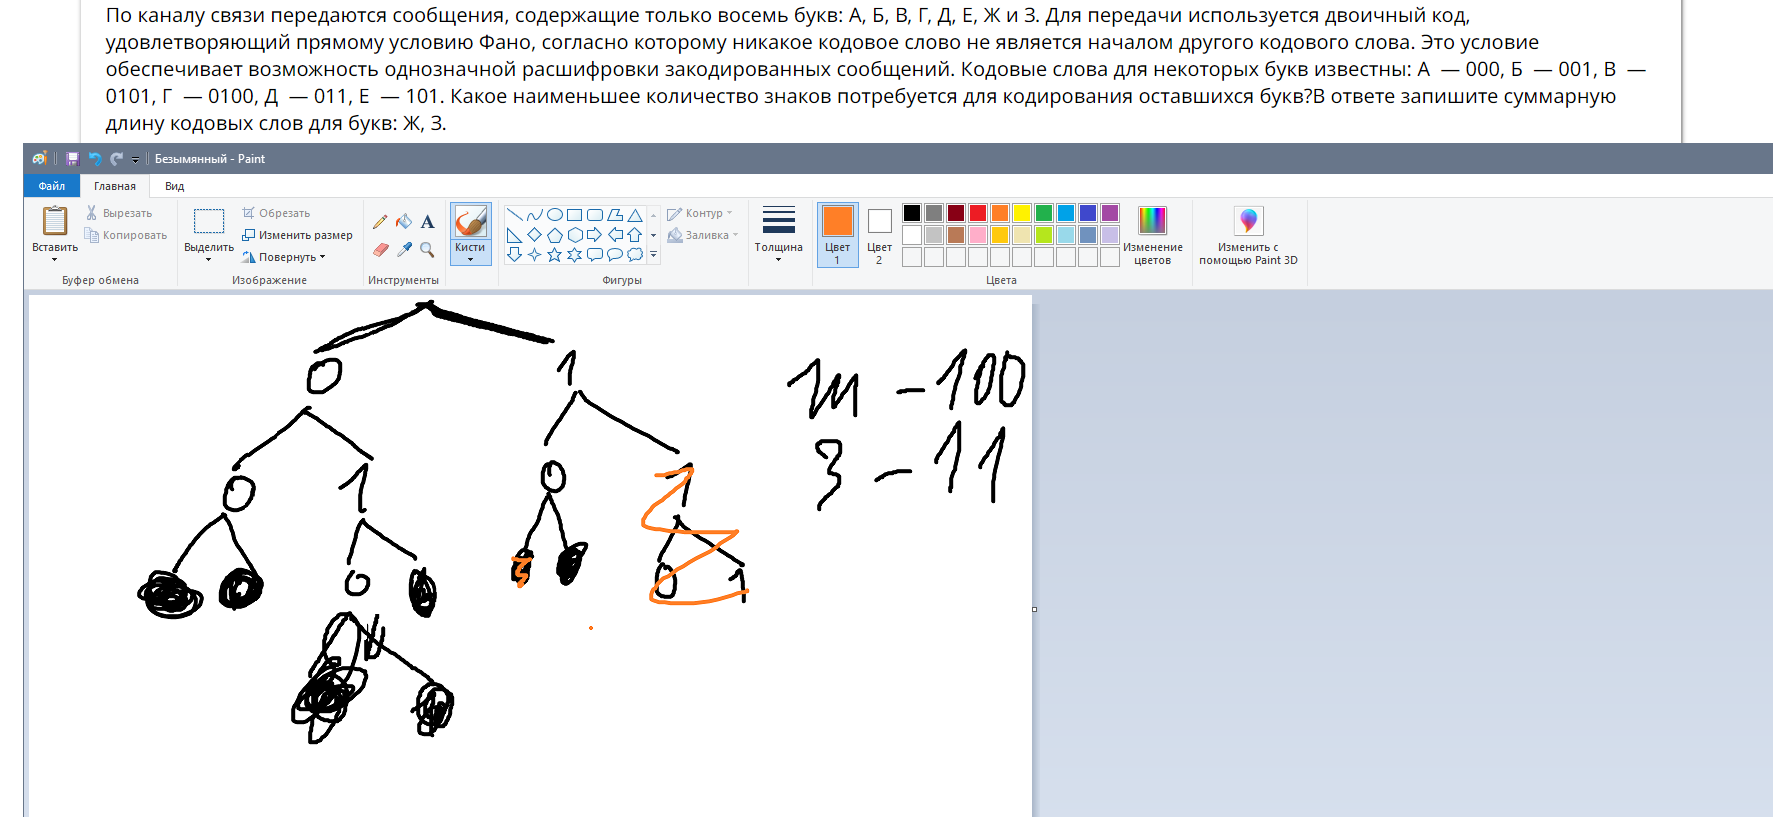 По каналу связи передаются сообщения, содержащие только восемь букв: А, Б, В, Г, Д, Е, Ж и З. Для передачи используется двоичный код,
удовлетворяющий прямому условию Фано, согласно которому никакое кодовое слово не является началом другого кодового слова. Это условие
обеспечивает возможность однозначной расшифровки закодированных сообщений. Кодовые слова для некоторых букв известны: А — 000, Б — 001, В —
0101, Г — 0100, Д — 011, Е — 101. Какое наименьшее количество знаков потребуется для кодирования оставшихся букв?В ответе запишите суммарную
длину кодовых слов для букв: Ж, З.
Безымянный - Paint
Файл Главная Вид
Вставить
Вырезать
Копировать
Буфер обмена
Выделить
Обрезать
Изменить размер
Повернуть
Изображение
A
Инструменты
Кисти
Контур
Заливка
Фигуры
Толщина
Цвет 1
Цвет 2
Изменение цветов
Цвета
Изменить с помощью Paint 3D
0 1
0 1 0 1
0 0 1
- 100
3 - 11